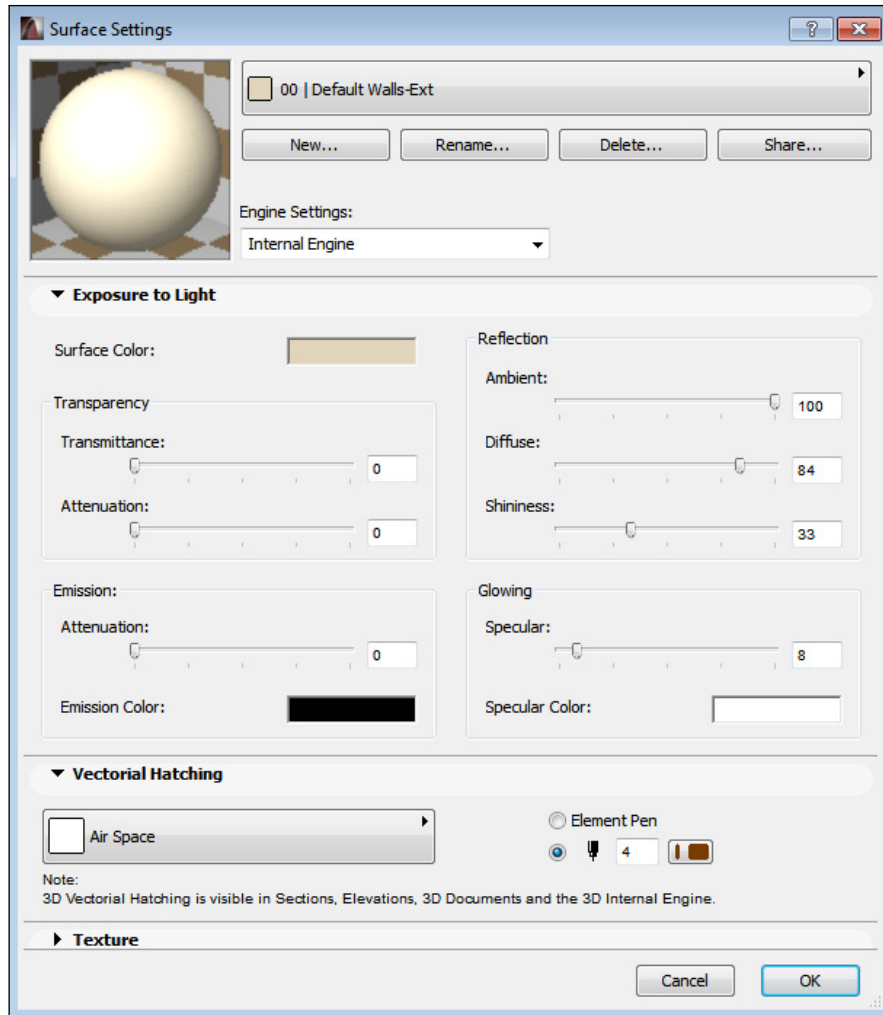 Surface Settings
00 | Default Walls-Ext
New... Rename... Delete... Share...
Engine Settings:
Internal Engine
Exposure to Light
Surface Color:
Transparency
Transmittance:
0
Attenuation:
0
Reflection
Ambient:
100
Diffuse:
84
Shininess:
33
Emission:
Attenuation:
0
Emission Color:
Glowing
Specular:
8
Specular Color:
Vectorial Hatching
Air Space
Element Pen
4
Note:
3D Vectorial Hatching is visible in Sections, Elevations, 3D Documents and the 3D Internal Engine.
Texture
Cancel OK